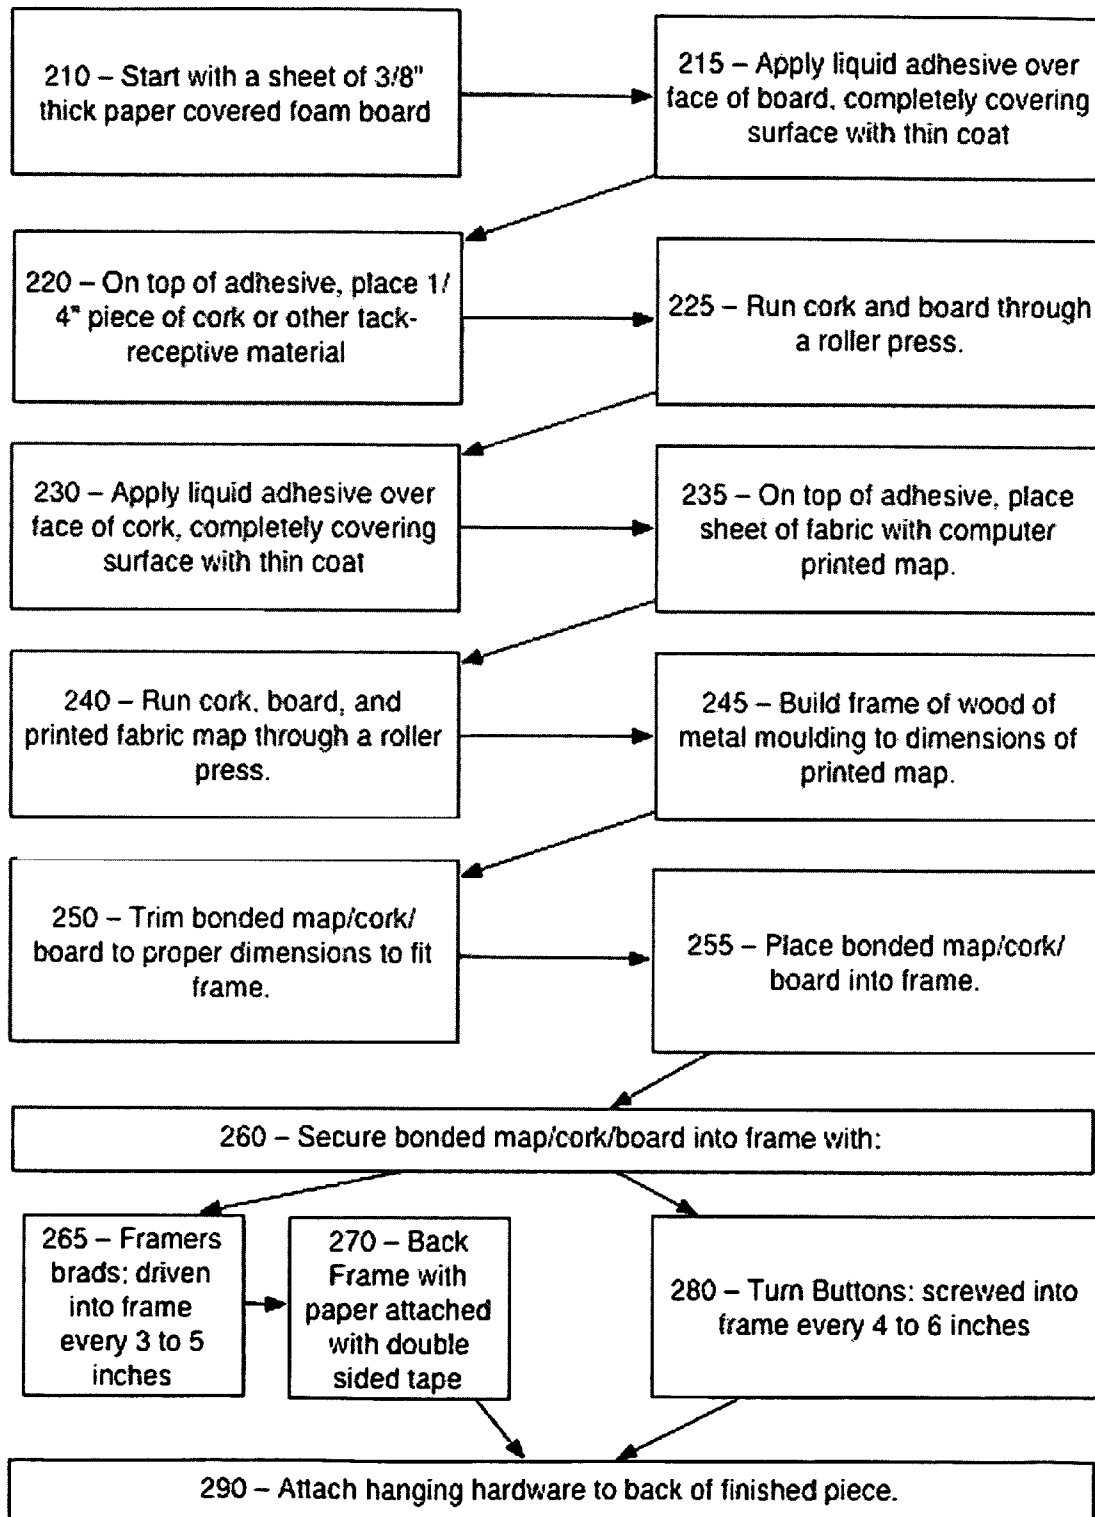 210 – Start with a sheet of 3/8"
thick paper covered foam board
215 – Apply liquid adhesive over
face of board, completely covering
surface with thin coat
220 – On top of adhesive, place 1/
4" piece of cork or other tack-
receptive material
225 – Run cork and board through
a roller press.
230 – Apply liquid adhesive over
face of cork, completely covering
surface with thin coat
235 – On top of adhesive, place
sheet of fabric with computer
printed map.
240 – Run cork, board, and
printed fabric map through a roller
press.
245 – Build frame of wood of
metal moulding to dimensions of
printed map.
250 – Trim bonded map/cork/
board to proper dimensions to fit
frame.
255 – Place bonded map/cork/
board into frame.
260 – Secure bonded map/cork/board into frame with:
265 – Framers
brads; driven
into frame
every 3 to 5
inches
270 – Back
Frame with
paper attached
with double
sided tape
280 – Turn Buttons: screwed into
frame every 4 to 6 inches
290 – Attach hanging hardware to back of finished piece.